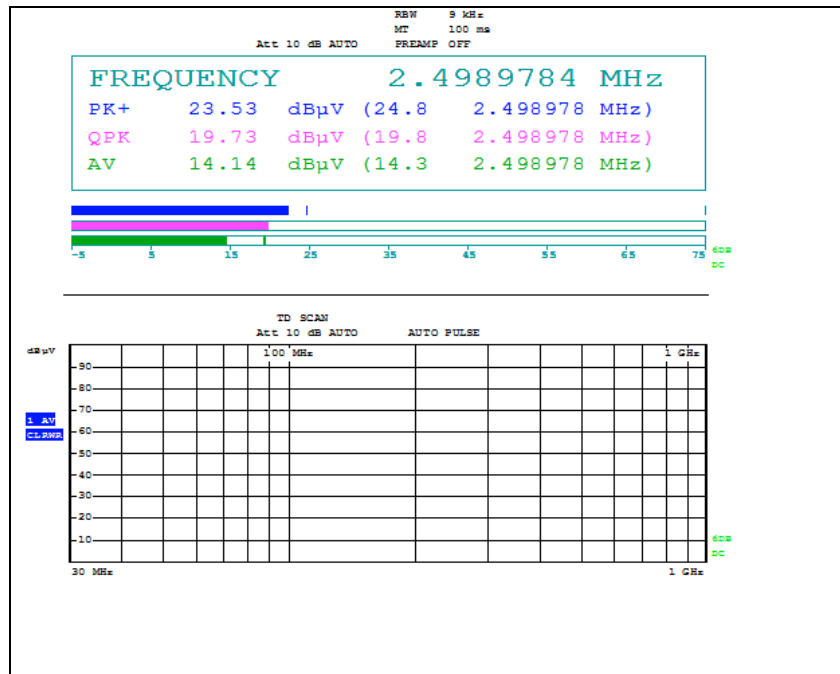 RBW 9 kHz
MT 100 ms
Att 10 dB AUTO PREAMP OFF
FREQUENCY 2.4989784 MHz
PK+ 23.53 dBµV (24.8 2.498978 MHz)
QPK 19.73 dBµV (19.8 2.498978 MHz)
AV 14.14 dBµV (14.3 2.498978 MHz)
-5 5 15 25 35 45 55 65 75
6DB
DC
TD SCAN
Att 10 dB AUTO AUTO PULSE
dBµV
100 MHz 1 GHz
90
80
70
1 AV
60
CLRWR
50
40
30
20
10
6DB
DC
30 MHz 1 GHz